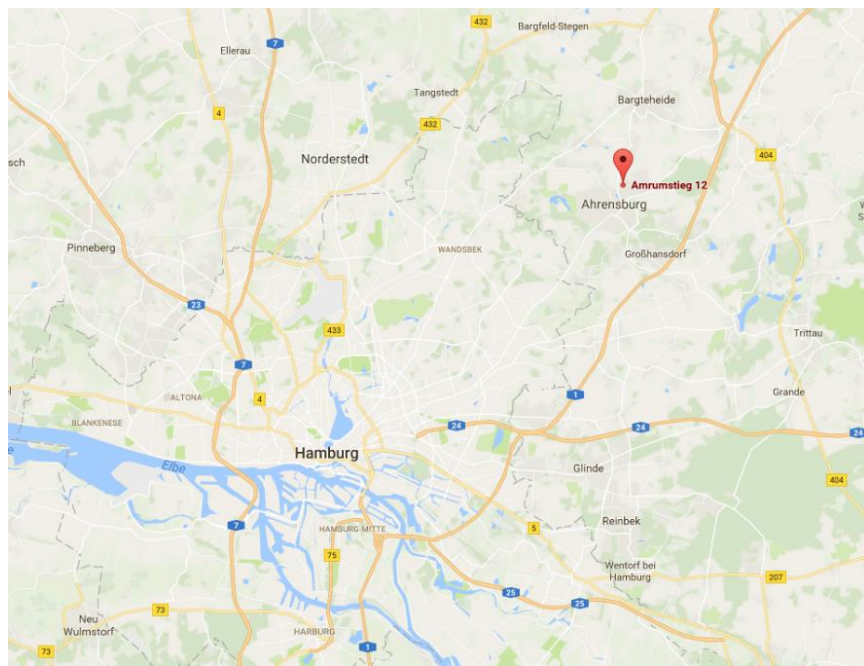 432
Bargfeld-Stegen
7
Ellerau
Tangstedt
Bargteheide
4
432
404
Norderstedt
Amrumstieg 12
Ahrensburg
Pinneberg
WANDSBEK
Großhansdorf
23
433
Trittau
7
ALTONA
4
1
Grande
BLANKENESE
24
24
24
Hamburg
Elbe
Glinde
404
7
HAMBURG-MITTE
5
Reinbek
75
Wentorf bei
Hamburg
207
25
25
73
Neu
Wulmstorf
HARBURG
73
1